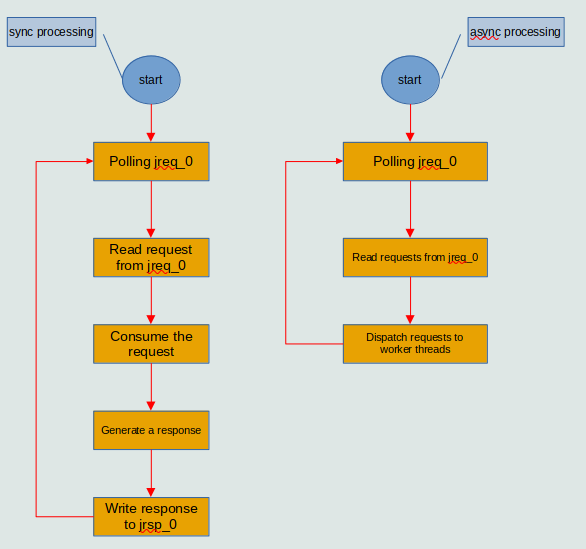 sync processing
start
Polling jreq_0
Read request
from jreq_0
Consume the
request
Generate a response
Write response
to jrsp_0
async processing
start
Polling jreq_0
Read requests from jreq_0
Dispatch requests to
worker threads